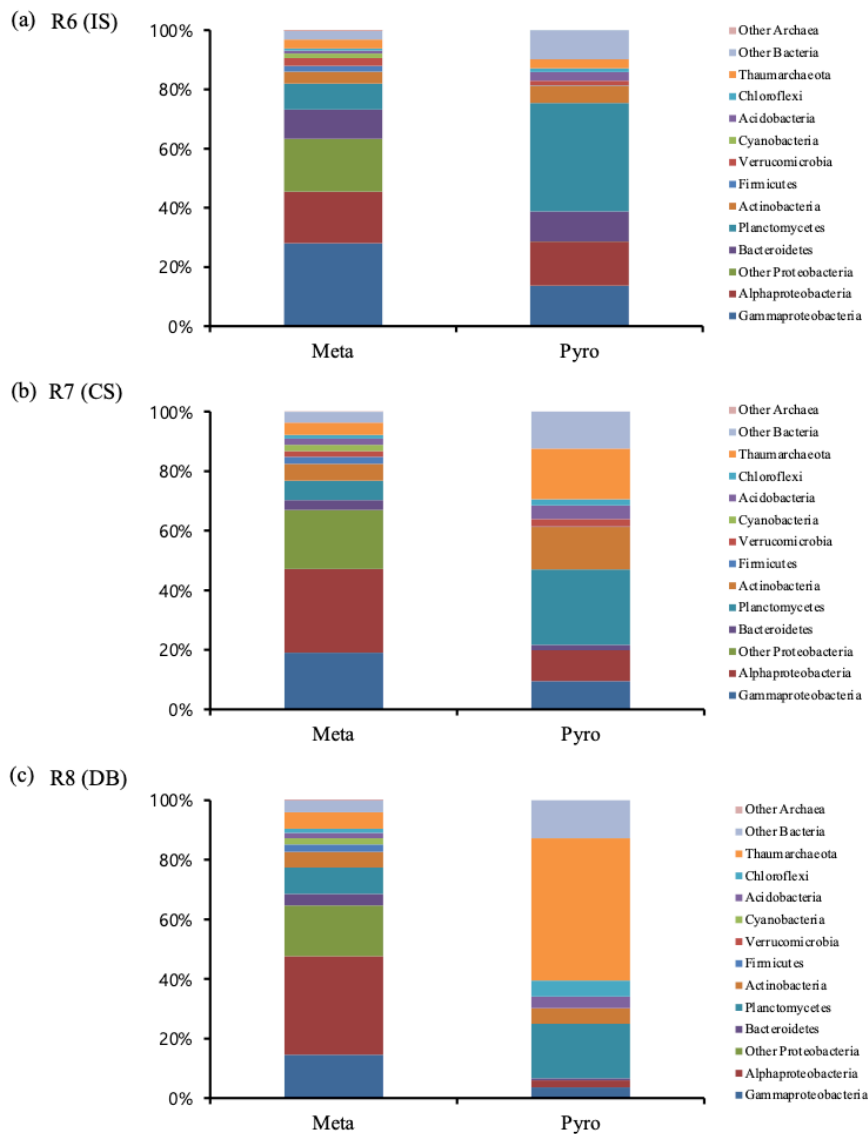 (a) R6 (IS)
100%
80%
60%
40%
20%
0%
Meta
Pyro
Other Archaea
Other Bacteria
Thaumarchaeota
Chloroflexi
Acidobacteria
Cyanobacteria
Verrucomicrobia
Firmicutes
Actinobacteria
Planctomycetes
Bacteroidetes
Other Proteobacteria
Alphaproteobacteria
Gammaproteobacteria
(b) R7 (CS)
100%
80%
60%
40%
20%
0%
Meta
Pyro
Other Archaea
Other Bacteria
Thaumarchaeota
Chloroflexi
Acidobacteria
Cyanobacteria
Verrucomicrobia
Firmicutes
Actinobacteria
Planctomycetes
Bacteroidetes
Other Proteobacteria
Alphaproteobacteria
Gammaproteobacteria
(c) R8 (DB)
100%
80%
60%
40%
20%
0%
Meta
Pyro
Other Archaea
Other Bacteria
Thaumarchaeota
Chloroflexi
Acidobacteria
Cyanobacteria
Verrucomicrobia
Firmicutes
Actinobacteria
Planctomycetes
Bacteroidetes
Other Proteobacteria
Alphaproteobacteria
Gammaproteobacteria